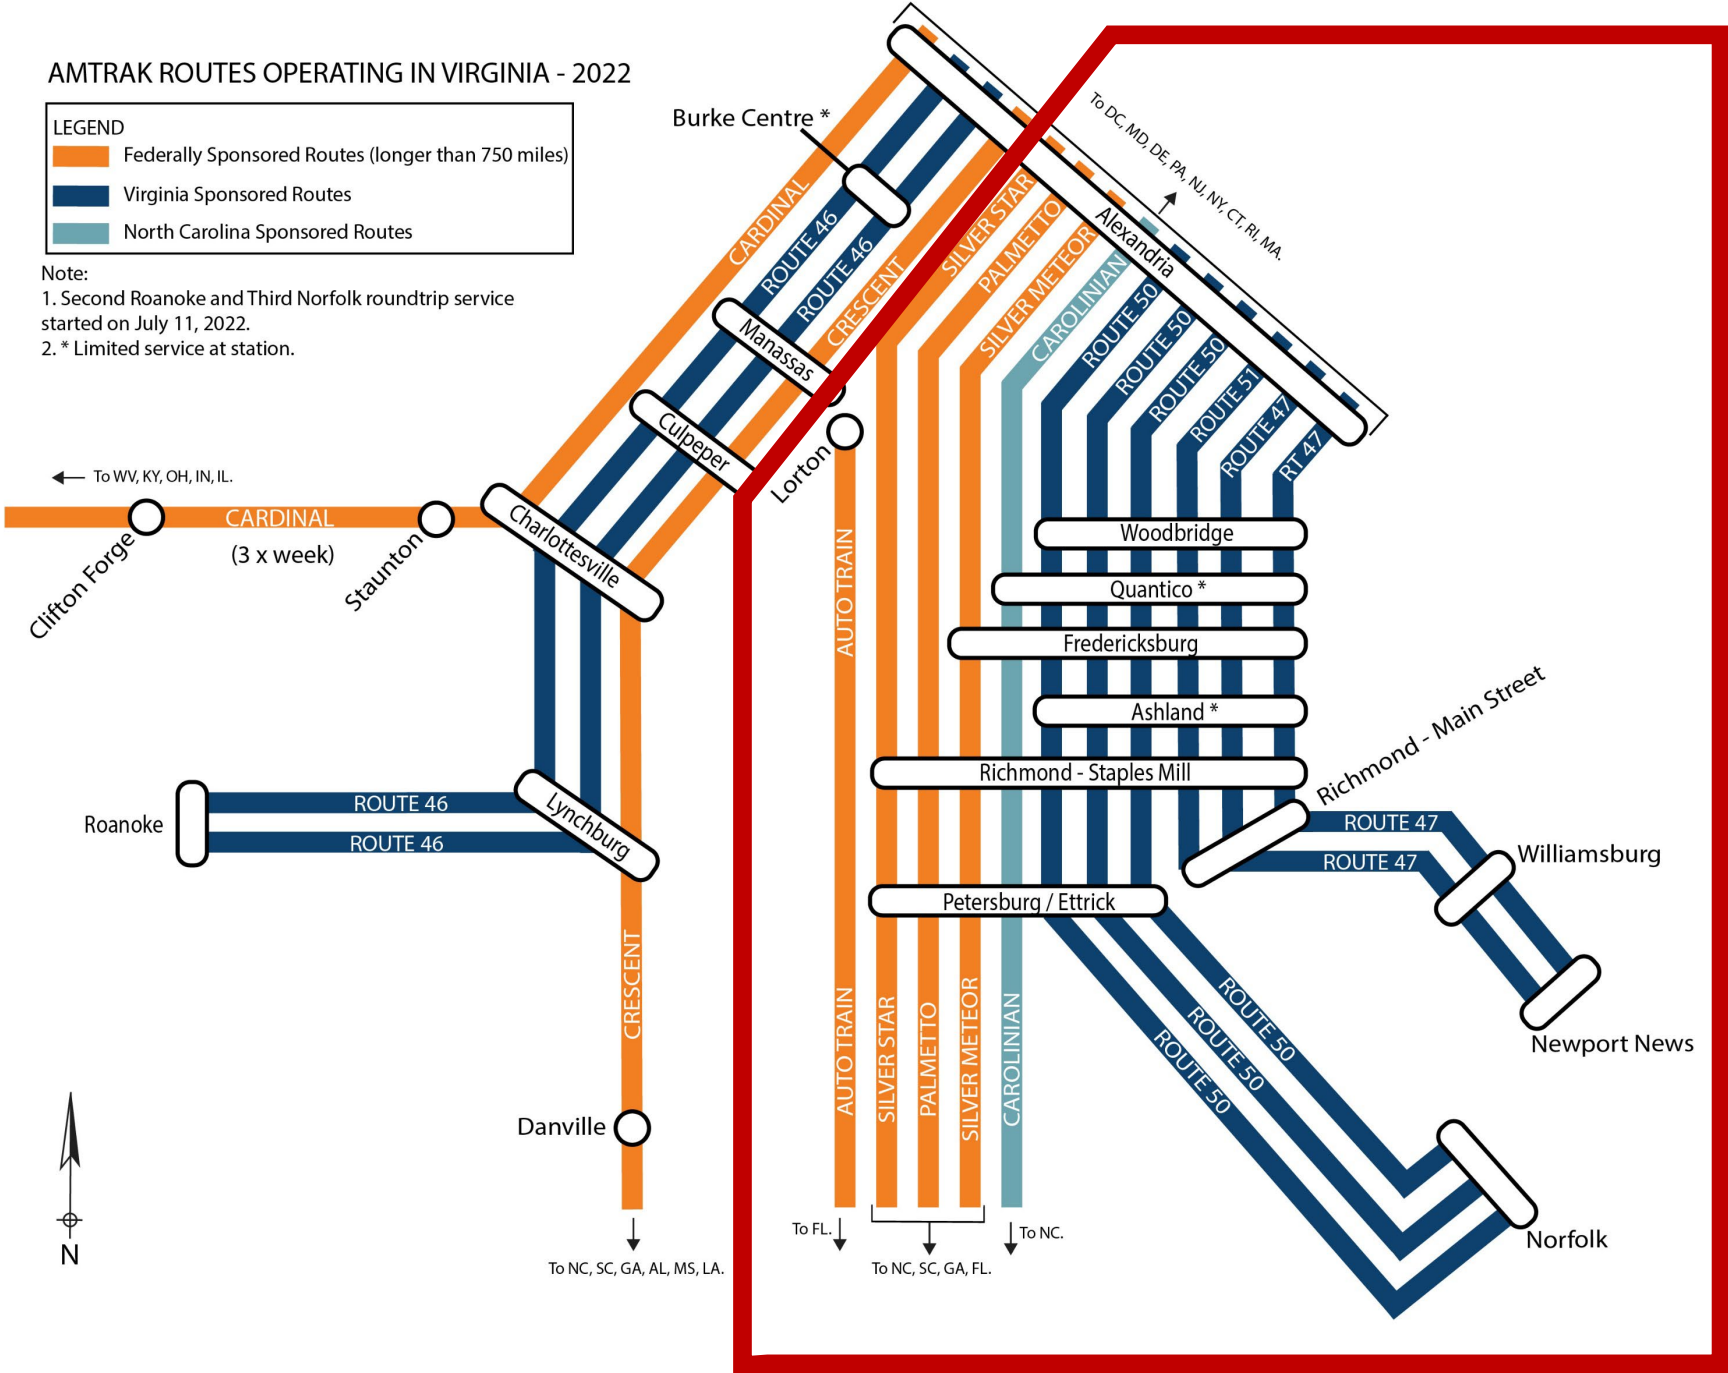 AMTRAK ROUTES OPERATING IN VIRGINIA - 2022
LEGEND
Federally Sponsored Routes (longer than 750 miles)
Virginia Sponsored Routes
North Carolina Sponsored Routes
Note:
1. Second Roanoke and Third Norfolk roundtrip service
started on July 11, 2022.
2. * Limited service at station.
Burke Centre *
To DC, MD, DE, PA, NJ, NY, CT, RI, MA.
Alexandria
CARDINAL
ROUTE 46
ROUTE 46
CRESCENT
SILVER STAR
PALMETTO
SILVER METEOR
CAROLINIAN
ROUTE 50
ROUTE 50
ROUTE 50
ROUTE 51
ROUTE 47
RT 47
Manassas
Culpeper
Lorton
To WV, KY, OH, IN, IL.
CARDINAL
(3 x week)
Clifton Forge
Staunton
Charlottesville
AUTO TRAIN
Woodbridge
Quantico *
Fredericksburg
Ashland *
Richmond - Staples Mill
Richmond - Main Street
Roanoke
ROUTE 46
ROUTE 46
Lynchburg
ROUTE 47
ROUTE 47
Williamsburg
Petersburg / Ettrick
Newport News
CRESCENT
AUTO TRAIN
SILVER STAR
PALMETTO
SILVER METEOR
CAROLINIAN
ROUTE 50
ROUTE 50
ROUTE 50
Danville
Norfolk
N
To NC, SC, GA, AL, MS, LA.
To FL.
To NC, SC, GA, FL.
To NC.